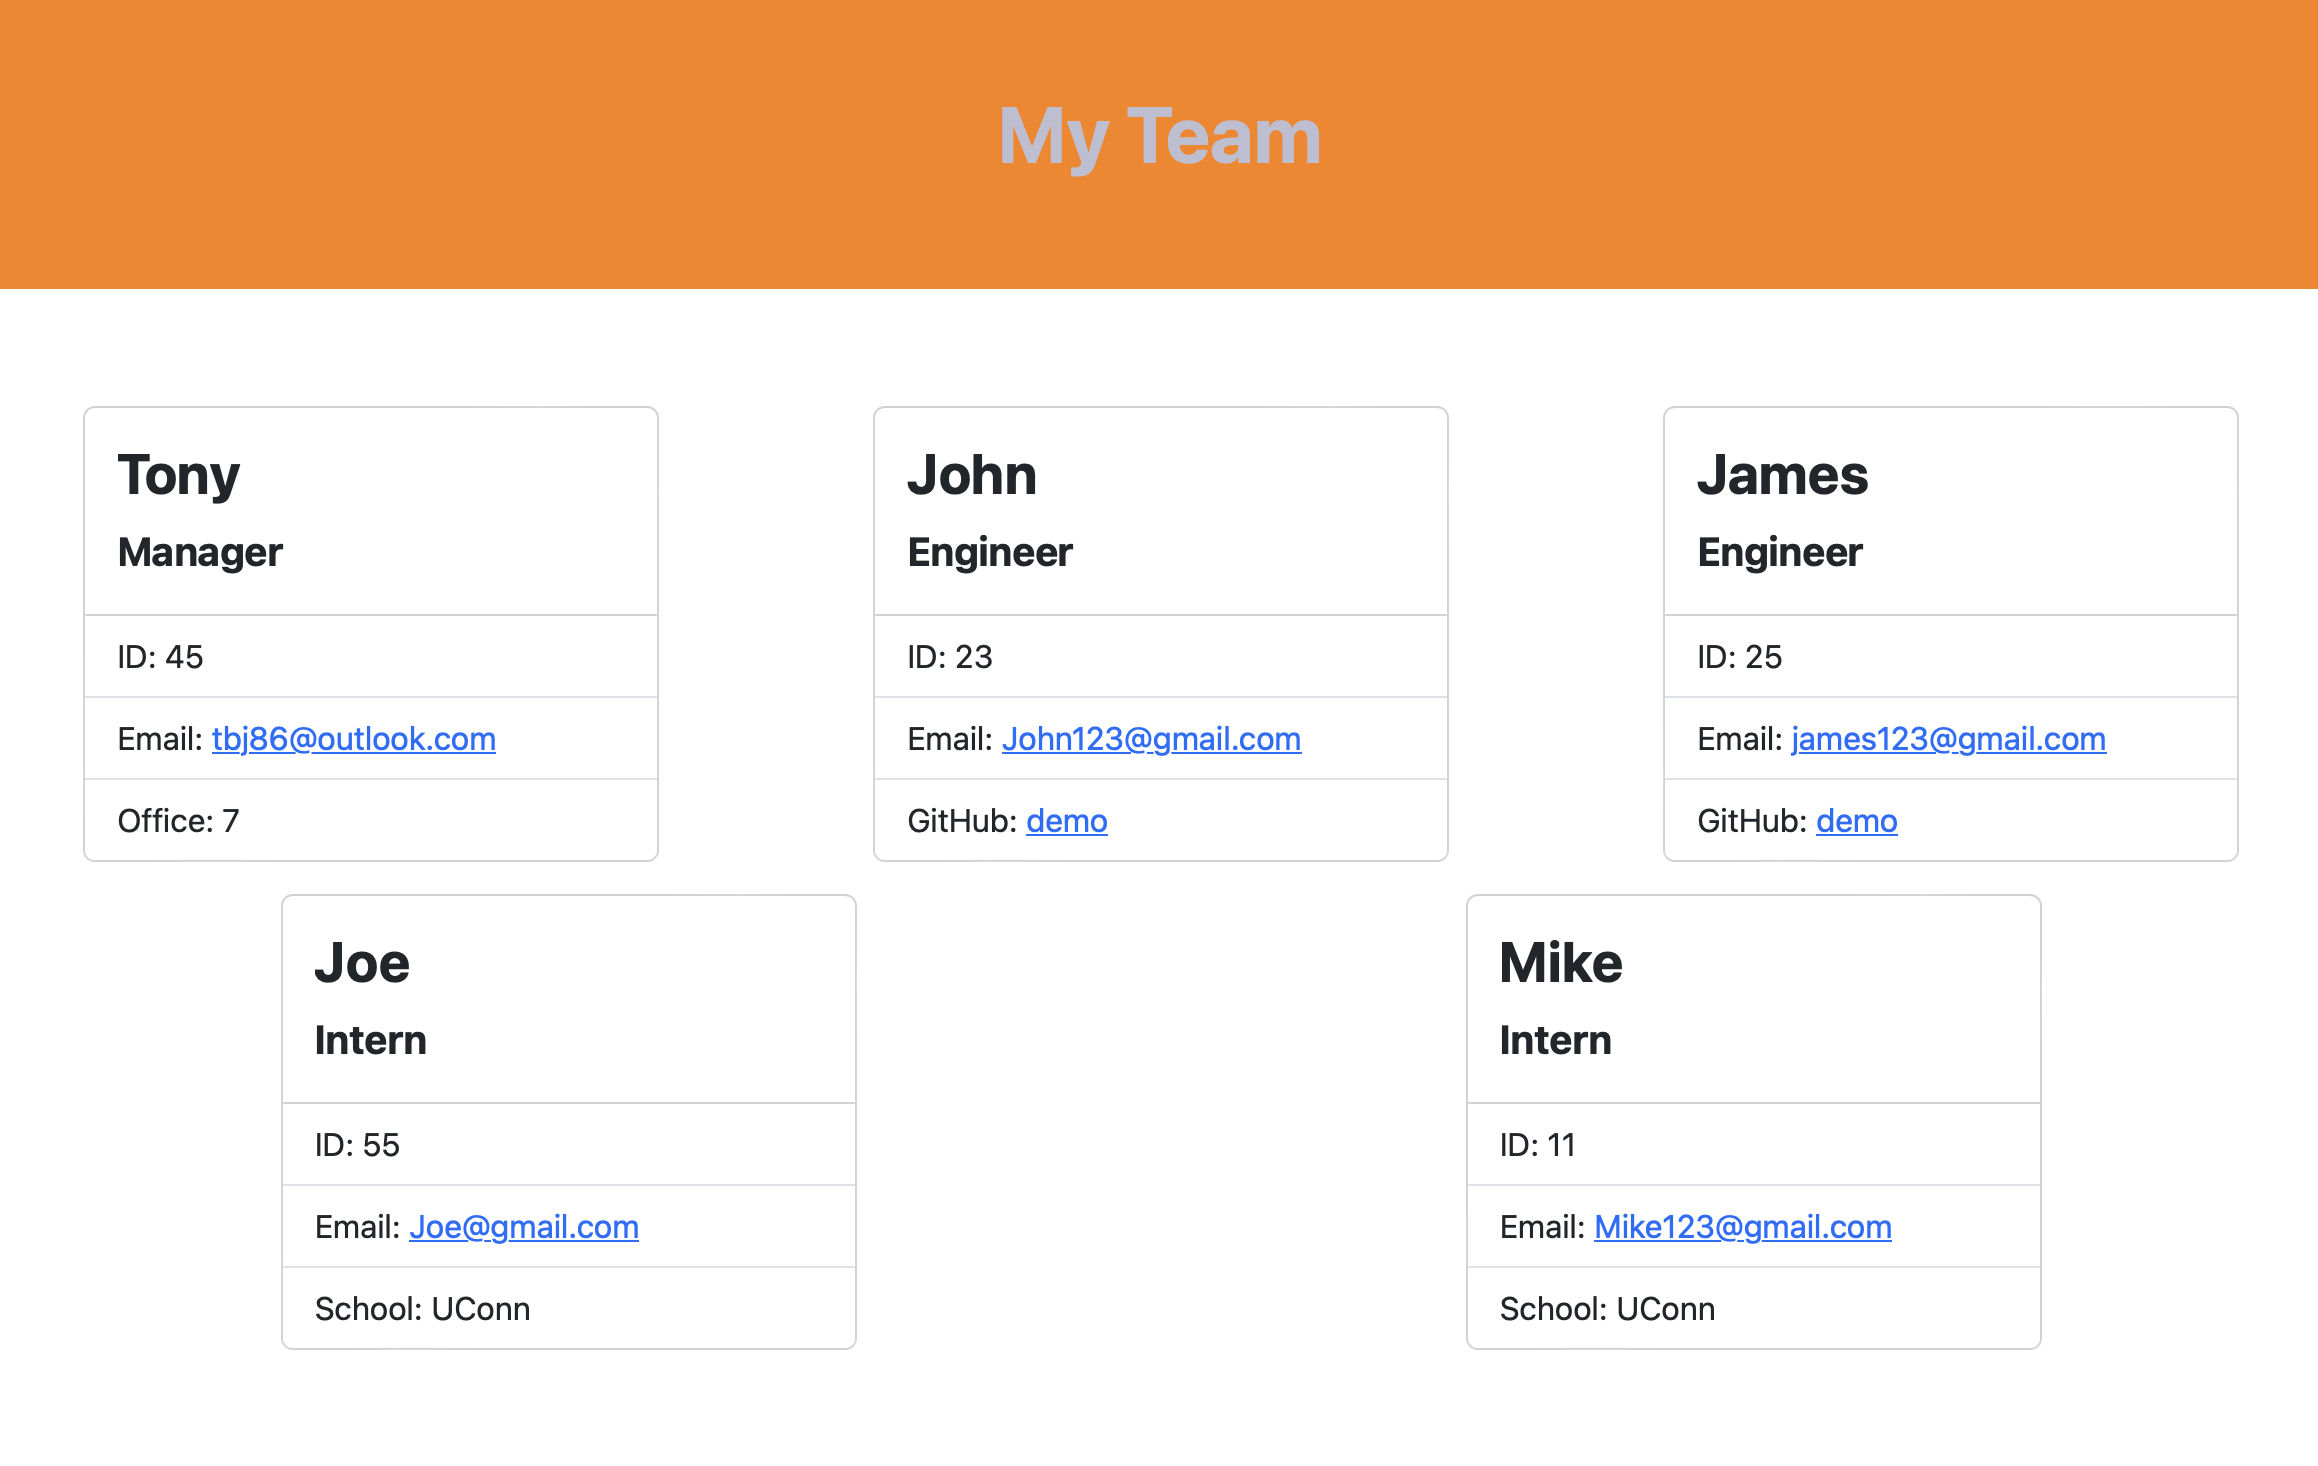 My Team
Tony
Manager
ID: 45
Email: tbj86@outlook.com
Office: 7
John
Engineer
ID: 23
Email: John123@gmail.com
GitHub: demo
James
Engineer
ID: 25
Email: james123@gmail.com
GitHub: demo
Joe
Intern
ID: 55
Email: Joe@gmail.com
School: UConn
Mike
Intern
ID: 11
Email: Mike123@gmail.com
School: UConn